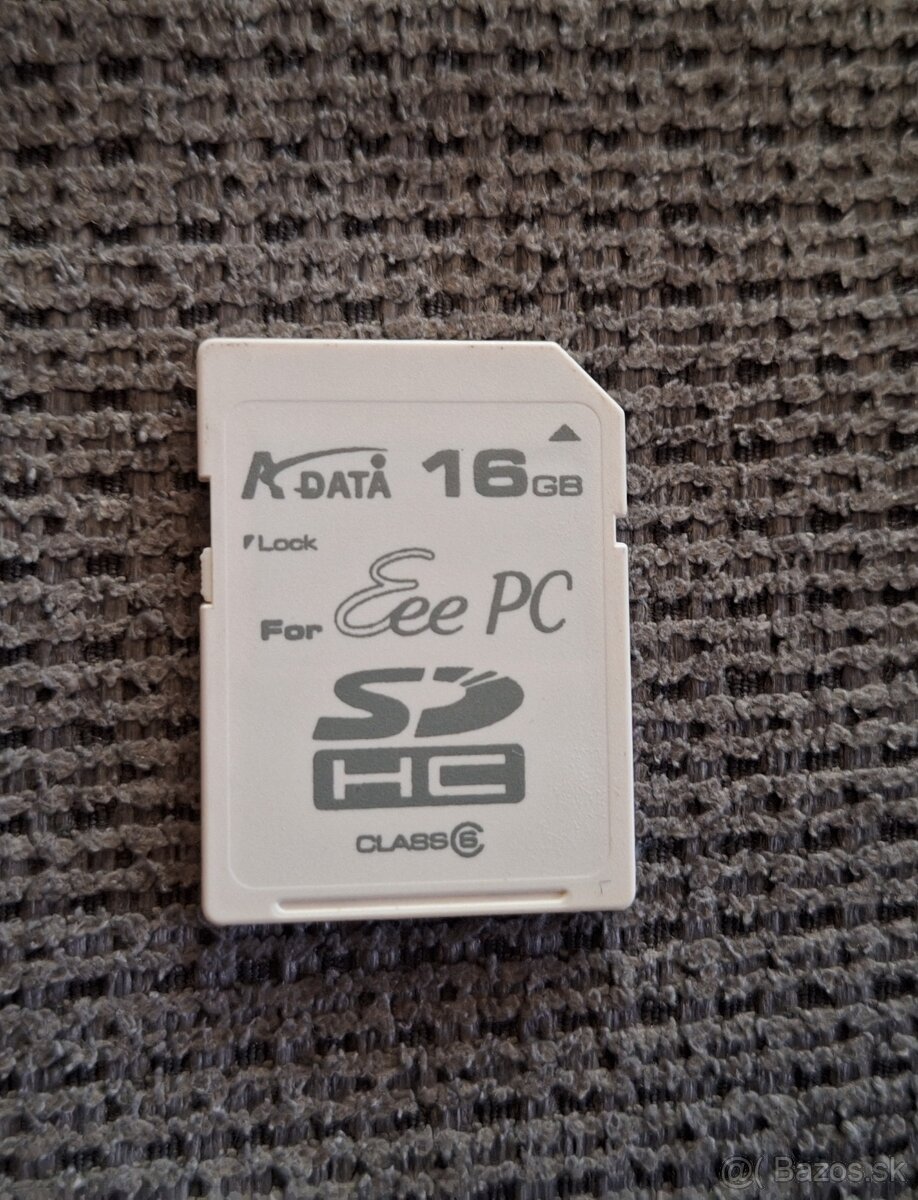 A-DATA 16GB
Lock
For Eee PC
SD
HC
CLASS 6
@( Bazos.sk